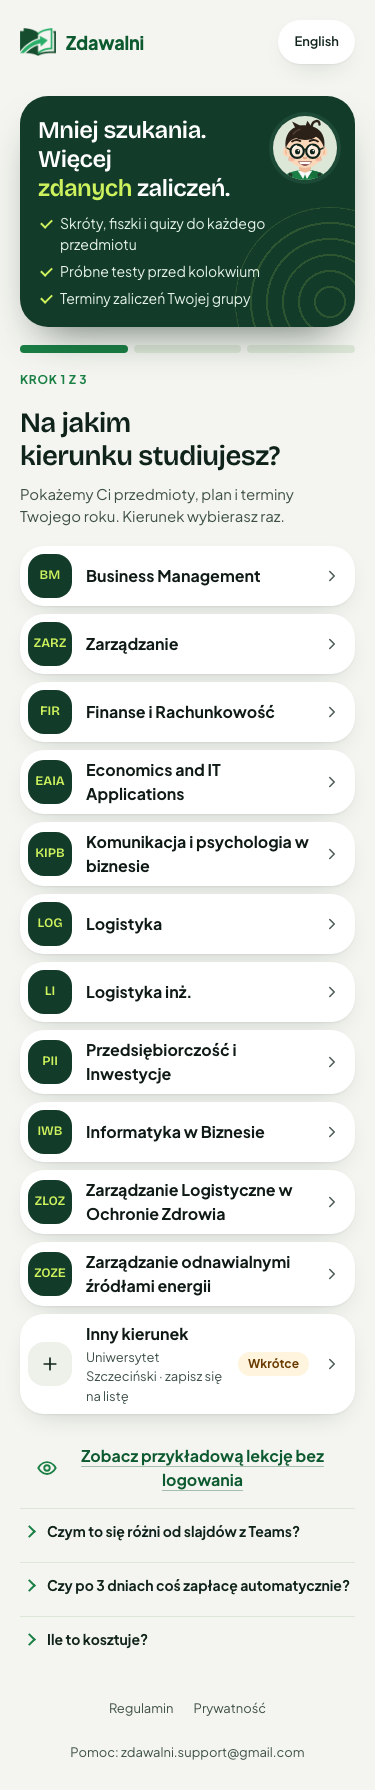 Zdawalni
English
Mniej szukania.
Więcej
zdanych zaliczeń.
Skróty, fiszki i quizy do każdego
przedmiotu
Próbne testy przed kolokwium
Terminy zaliczeń Twojej grupy
KROK 1 Z 3
Na jakim
kierunku studiujesz?
Pokażemy Ci przedmioty, plan i terminy
Twojego roku. Kierunek wybierasz raz.
BM
Business Management
ZARZ
Zarządzanie
FIR
Finanse i Rachunkowość
EAIA
Economics and IT
Applications
KIPB
Komunikacja i psychologia w
biznesie
LOG
Logistyka
LI
Logistyka inż.
PII
Przedsiębiorczość i
Inwestycje
IWB
Informatyka w Biznesie
ZLOZ
Zarządzanie Logistyczne w
Ochronie Zdrowia
ZOZE
Zarządzanie odnawialnymi
źródłami energii
Inny kierunek
Uniwersytet
Szczeciński · zapisz się
na listę
Wkrótce
Zobacz przykładową lekcję bez
logowania
Czym to się różni od slajdów z Teams?
Czy po 3 dniach coś zapłacę automatycznie?
Ile to kosztuje?
Regulamin Prywatność
Pomoc: zdawalni.support@gmail.com